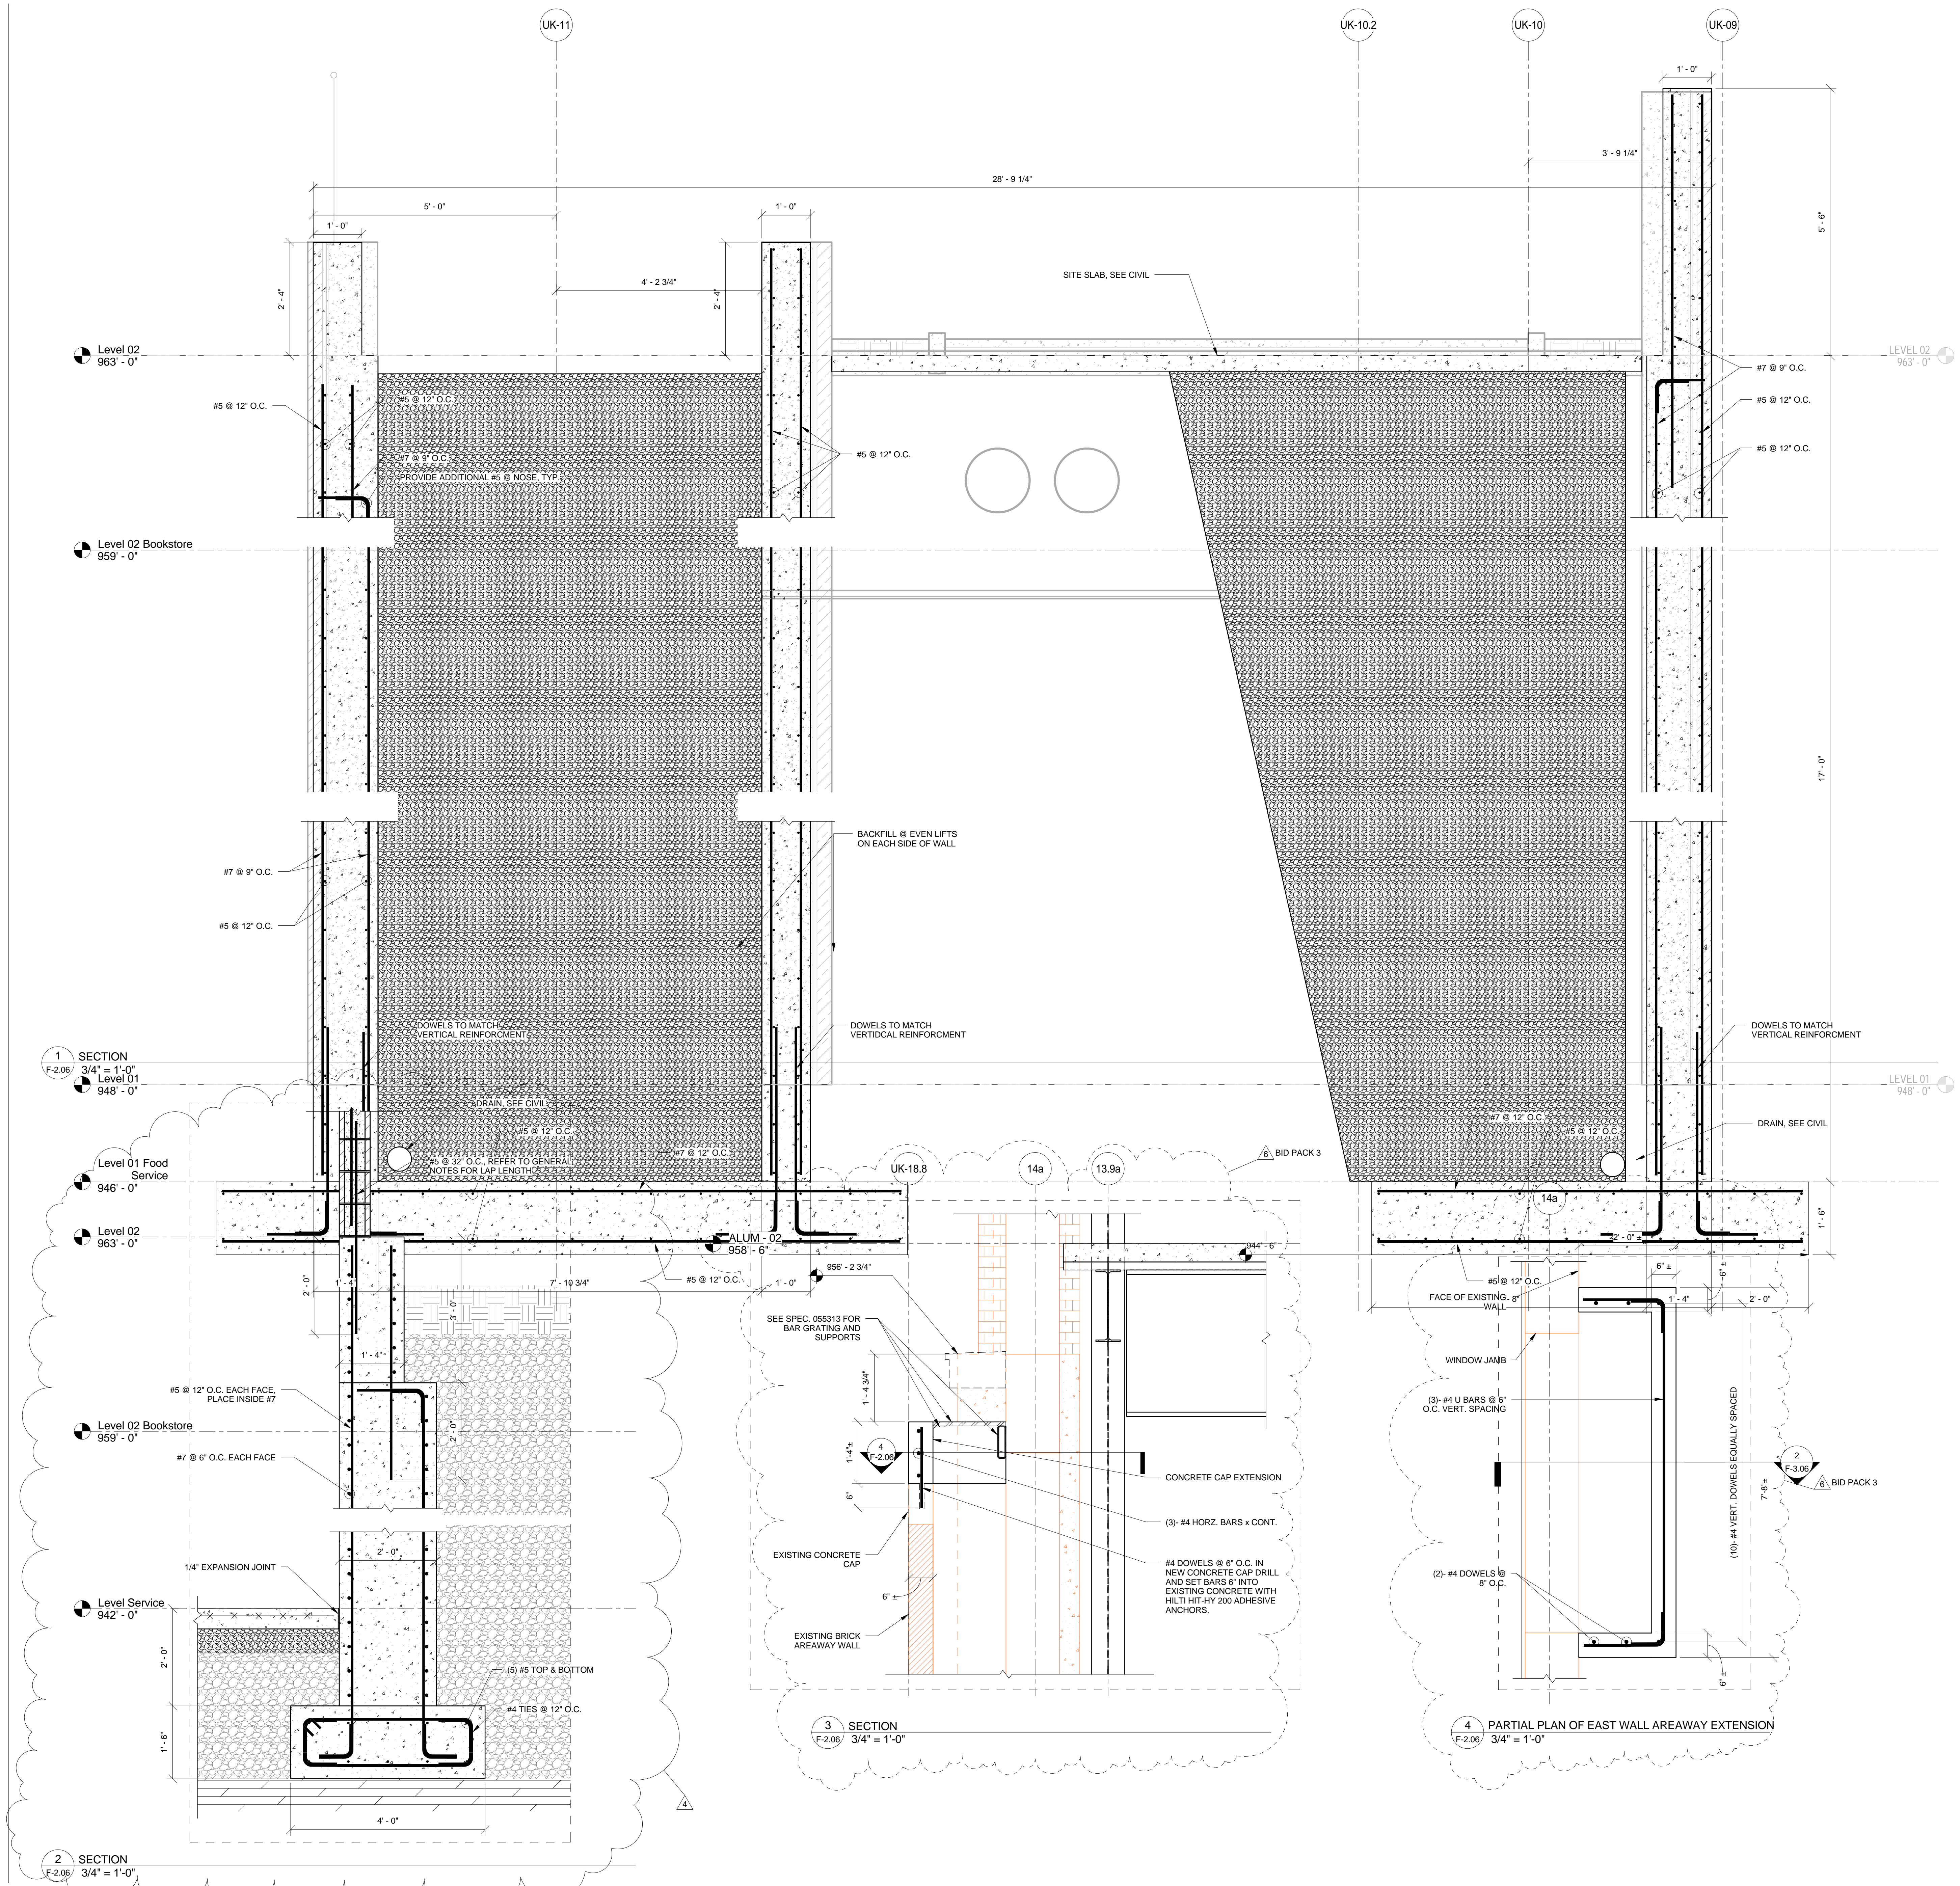 UK-11
UK-10.2
UK-10
UK-09
1' - 0"
3' - 9 1/4"
28' - 9 1/4"
5' - 0"
1' - 0"
1' - 0"
5' - 6"
4' - 2 3/4"
2' - 4"
2' - 4"
SITE SLAB, SEE CIVIL
Level 02
963' - 0"
LEVEL 02
963' - 0"
#7 @ 9" O.C.
#5 @ 12" O.C.
#5 @ 12" O.C.
#5 @ 12" O.C.
#5 @ 12" O.C.
#5 @ 12" O.C.
#7 @ 9" O.C.
PROVIDE ADDITIONAL #5 @ NOSE. TYP.
Level 02 Bookstore
959' - 0"
17' - 0"
BACKFILL @ EVEN LIFTS
ON EACH SIDE OF WALL
#7 @ 9" O.C.
#5 @ 12" O.C.
DOWELS TO MATCH
VERTICAL REINFORCMENT
DOWELS TO MATCH
VERTIDCAL REINFORCMENT
DOWELS TO MATCH
VERTICAL REINFORCMENT
1
F-2.06
SECTION
3/4" = 1'-0"
Level 01
948' - 0"
LEVEL 01
948' - 0"
DRAIN, SEE CIVIL
#5 @ 12" O.C.
#7 @ 12" O.C.
#5 @ 32" O.C., REFER TO GENERAL
NOTES FOR LAP LENGTH
#7 @ 12" O.C.
#5 @ 12" O.C.
DRAIN, SEE CIVIL
Level 01 Food
Service
946' - 0"
UK-18.8
14a
13.9a
6 BID PACK 3
14a
1' - 6"
Level 02
963' - 0"
ALUM - 02
958' - 6"
944' - 6"
2' - 0" ±
2' - 0"
1' - 4"
7' - 10 3/4"
#5 @ 12" O.C.
1' - 0"
956' - 2 3/4"
#5 @ 12" O.C.
6" ±
6" ±
FACE OF EXISTING
WALL
8"
1' - 4"
2' - 0"
3' - 0"
1' - 4"
SEE SPEC. 055313 FOR
BAR GRATING AND
SUPPORTS
1' - 4 3/4"
WINDOW JAMB
#5 @ 12" O.C. EACH FACE,
PLACE INSIDE #7
(3)- #4 U BARS @ 6"
O.C. VERT. SPACING
Level 02 Bookstore
959' - 0"
2' - 0"
#7 @ 6" O.C. EACH FACE
1'-4"±
4
F-2.06
6"
CONCRETE CAP EXTENSION
(10)- #4 VERT. DOWELS EQUALLY SPACED
7'-8" ±
2
F-3.06
6 BID PACK 3
(3)- #4 HORZ. BARS x CONT.
EXISTING CONCRETE
CAP
#4 DOWELS @ 6" O.C. IN
NEW CONCRETE CAP DRILL
AND SET BARS 6" INTO
EXISTING CONCRETE WITH
HILTI HIT-HY 200 ADHESIVE
ANCHORS.
6" ±
2' - 0"
1/4" EXPANSION JOINT
(2)- #4 DOWELS @
8" O.C.
Level Service
942' - 0"
EXISTING BRICK
AREAWAY WALL
2' - 0"
(5) #5 TOP & BOTTOM
6" ±
#4 TIES @ 12" O.C.
1' - 6"
3
F-2.06
SECTION
3/4" = 1'-0"
4
F-2.06
PARTIAL PLAN OF EAST WALL AREAWAY EXTENSION
3/4" = 1'-0"
4
4' - 0"
2
F-2.06
SECTION
3/4" = 1'-0"